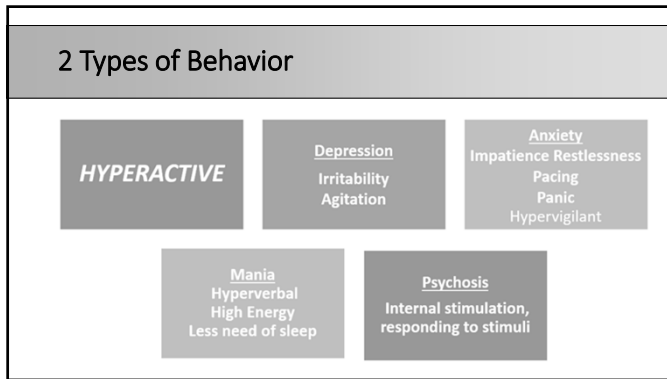 2 Types of Behavior
HYPERACTIVE
Depression
Irritability
Agitation
Anxiety
Impatience Restlessness
Pacing
Panic
Hypervigilant
Mania
Hyperverbal
High Energy
Less need of sleep
Psychosis
Internal stimulation,
responding to stimuli